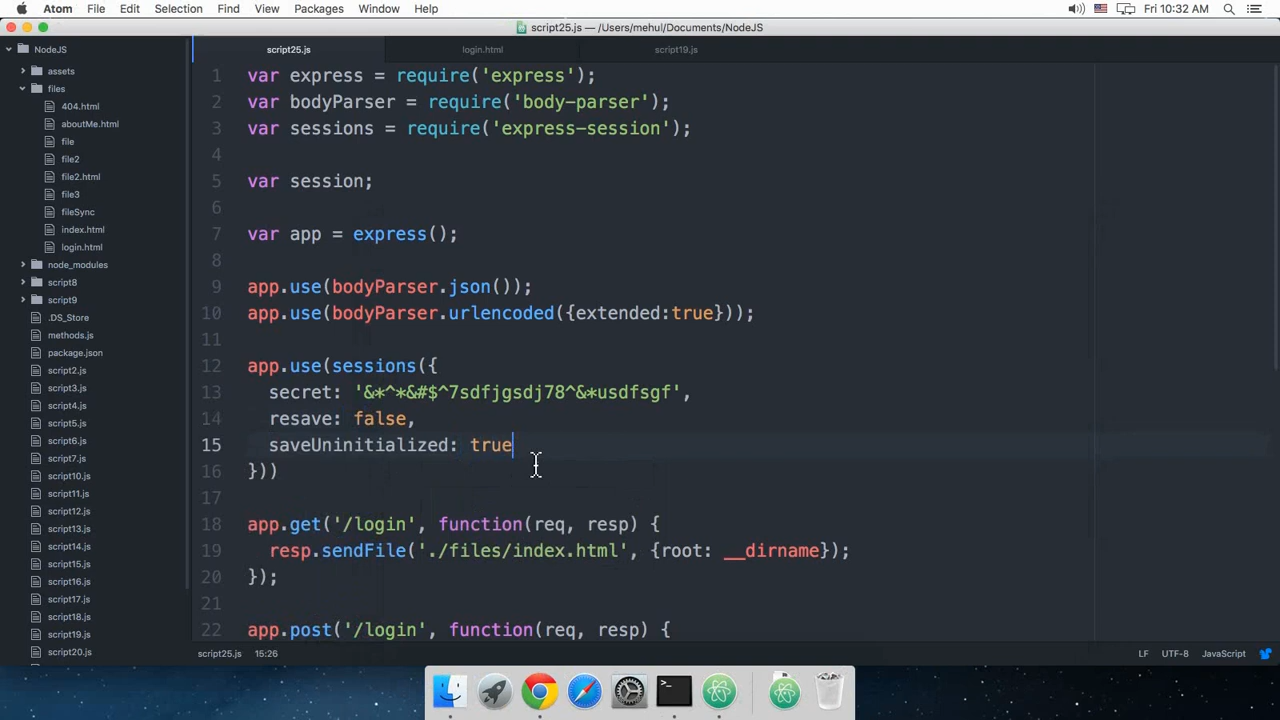 Atom File Edit Selection Find View Packages Window Help Fri 10:32 AM
script25.js — /Users/mehul/Documents/NodeJS
NodeJS
assets
files
404.html
aboutMe.html
file
file2
file2.html
file3
fileSync
index.html
login.html
node_modules
script8
script9
.DS_Store
methods.js
package.json
script2.js
script3.js
script4.js
script5.js
script6.js
script7.js
script10.js
script11.js
script12.js
script13.js
script14.js
script15.js
script16.js
script17.js
script18.js
script19.js
script20.js
script25.js login.html script19.js
1 var express = require('express');
2 var bodyParser = require('body-parser');
3 var sessions = require('express-session');
4
5 var session;
6
7 var app = express();
8
9 app.use(bodyParser.json());
10 app.use(bodyParser.urlencoded({extended:true}));
11
12 app.use(sessions({
13 secret: '&*^*&#$^7sdfjgsdj78^&*usdfsgf',
14 resave: false,
15 saveUninitialized: true
16 }))
17
18 app.get('/login', function(req, resp) {
19 resp.sendFile('./files/index.html', {root: __dirname});
20 });
21
22 app.post('/login', function(req, resp) {
script25.js 15:26 LF UTF-8 JavaScript